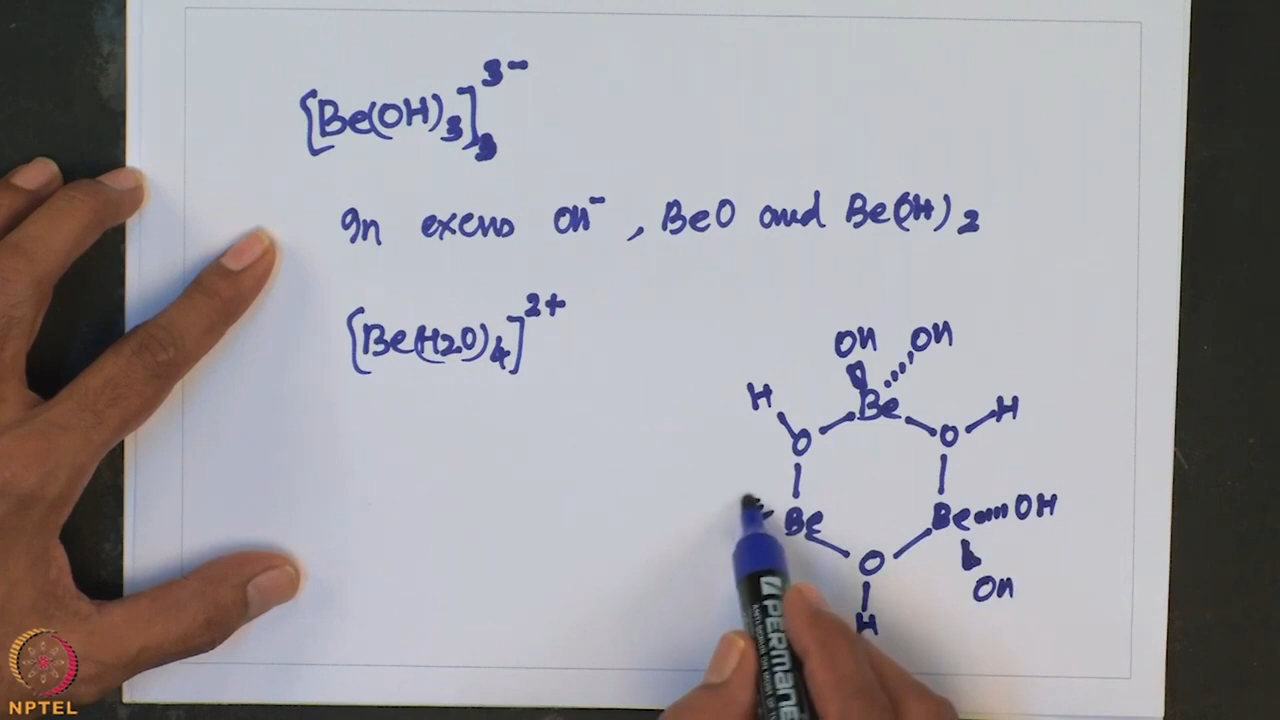 [Be(OH)3]3 3-
In excess OH-, BeO and Be(OH)2
[Be(H2O)4]2+
OH OH
H Be H
O O
Be Be OH
O
OH
H
PERMANE
NPTEL